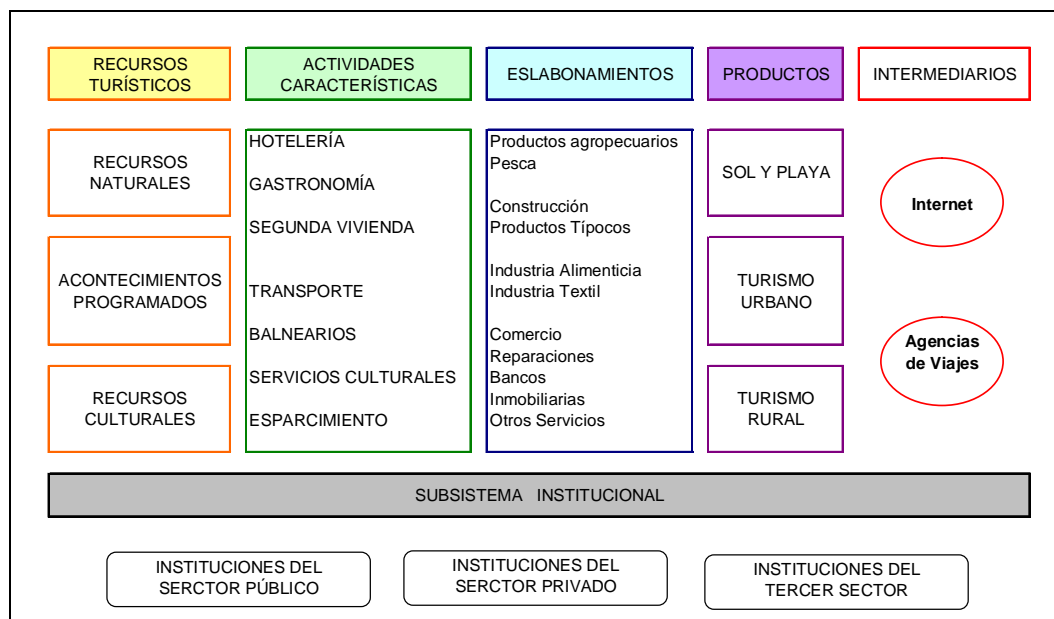 RECURSOS
TURÍSTICOS
ACTIVIDADES
CARACTERÍSTICAS
ESLABONAMIENTOS
PRODUCTOS
INTERMEDIARIOS
RECURSOS
NATURALES
ACONTECIMIENTOS
PROGRAMADOS
RECURSOS
CULTURALES
HOTELERÍA
GASTRONOMÍA
SEGUNDA VIVIENDA
TRANSPORTE
BALNEARIOS
SERVICIOS CULTURALES
ESPARCIMIENTO
Productos agropecuarios
Pesca
Construcción
Productos Típocos
Industria Alimenticia
Industria Textil
Comercio
Reparaciones
Bancos
Inmobiliarias
Otros Servicios
SOL Y PLAYA
TURISMO
URBANO
TURISMO
RURAL
Internet
Agencias
de Viajes
SUBSISTEMA INSTITUCIONAL
INSTITUCIONES DEL
SERCTOR PÚBLICO
INSTITUCIONES DEL
SERCTOR PRIVADO
INSTITUCIONES DEL
TERCER SECTOR